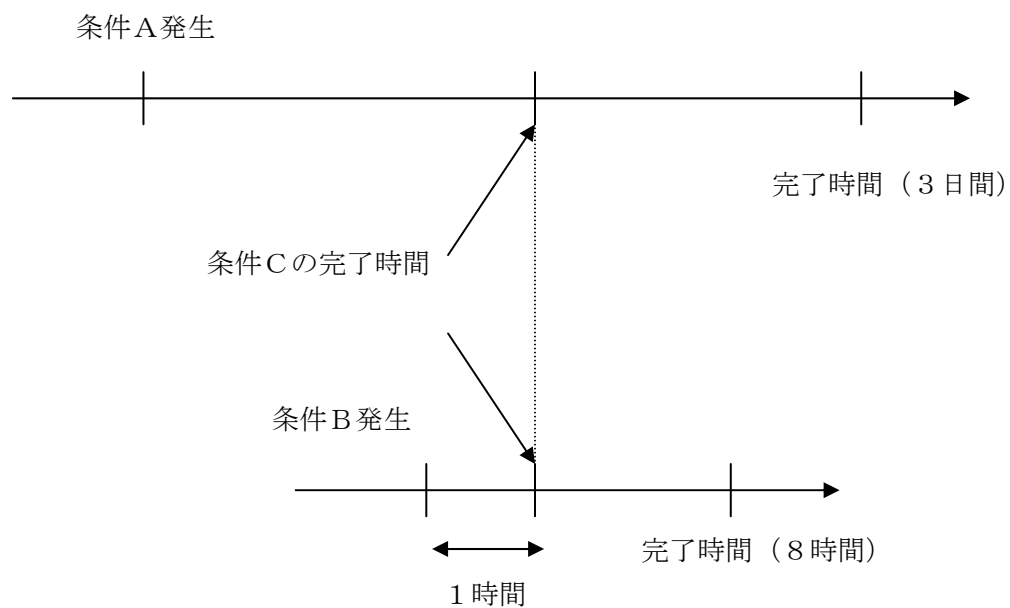 条件Ａ発生
完了時間（３日間）
条件Ｃの完了時間
条件Ｂ発生
完了時間（８時間）
１時間